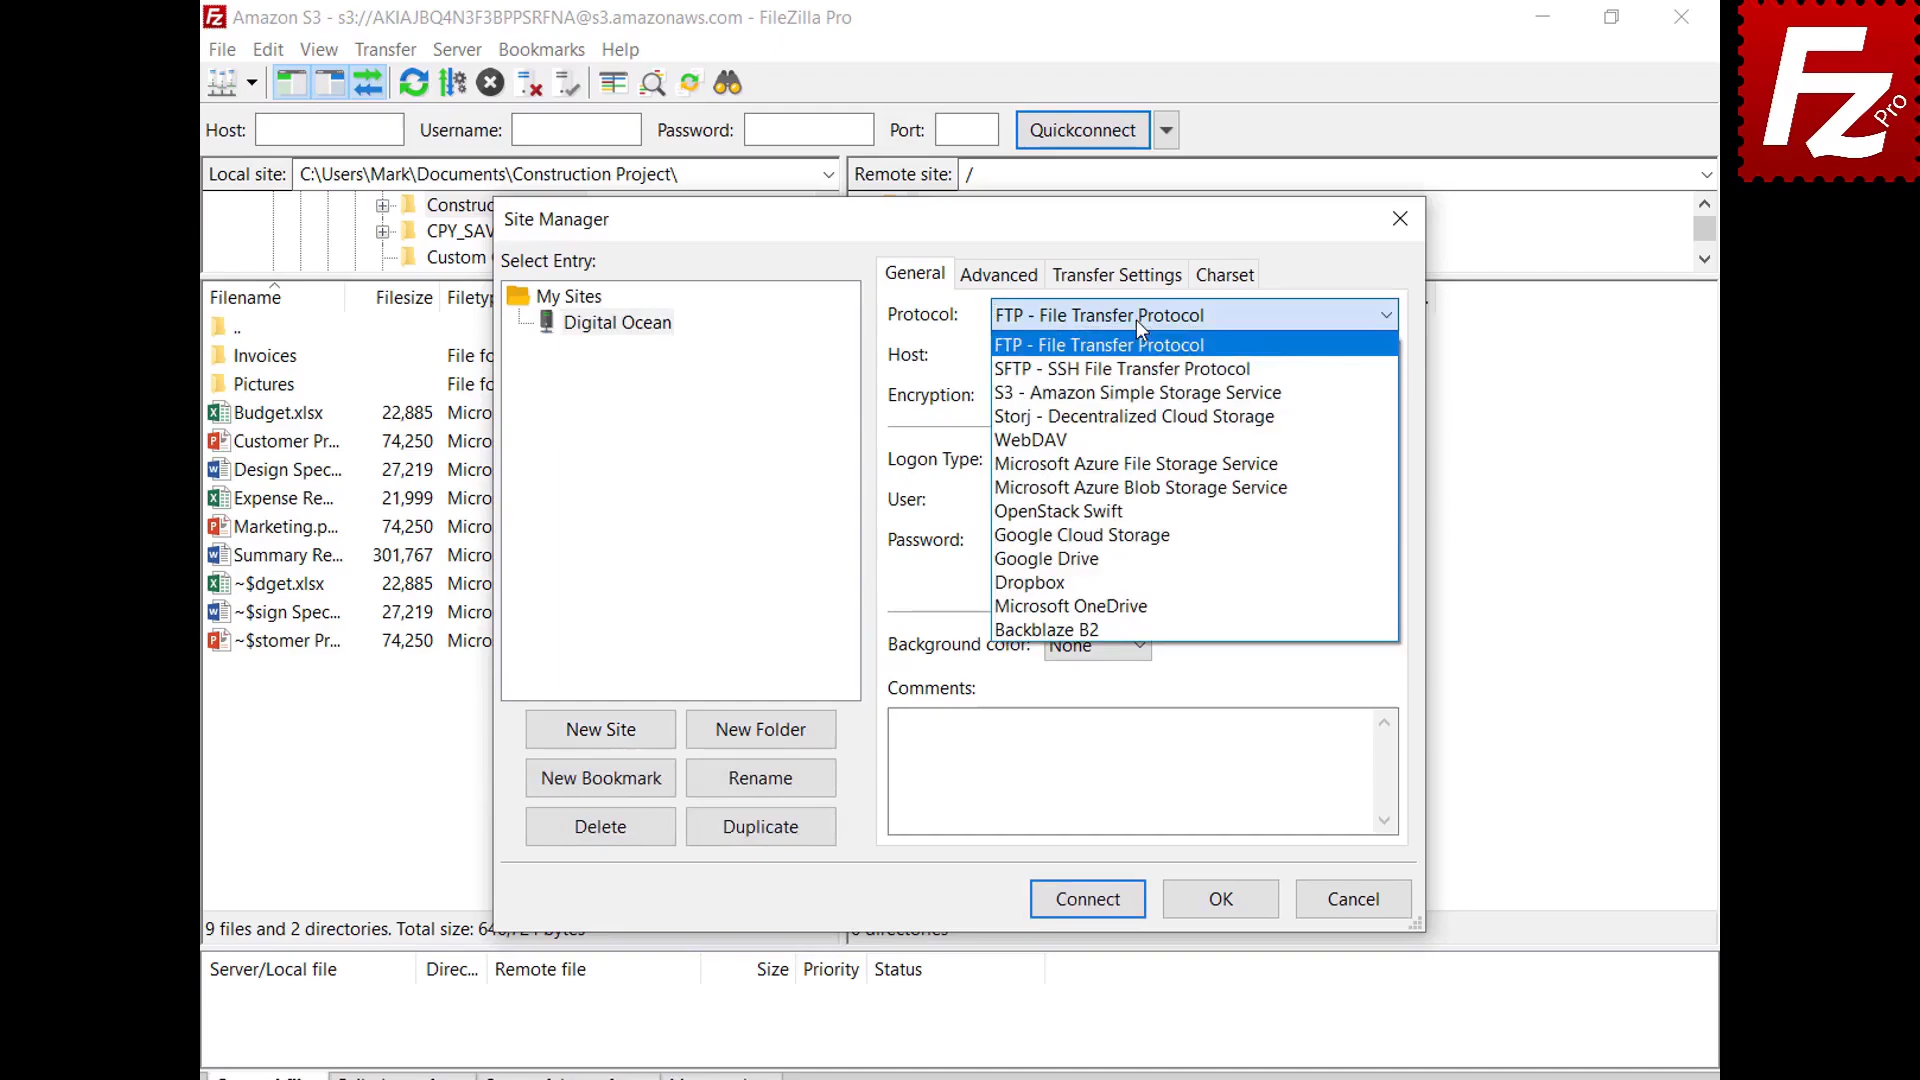 Amazon S3 - s3://AKIAJBQ4N3F3BPPSRFNA@s3.amazonaws.com - FileZilla Pro
File Edit View Transfer Server Bookmarks Help
Host: Username: Password: Port: Quickconnect
Local site: C:\Users\Mark\Documents\Construction Project\ Remote site: /
Construc
CPY_SAV
Custom
Filename Filesize Filetyp
..
Invoices File fo
Pictures File fo
Budget.xlsx 22,885 Micro
Customer Pr... 74,250 Micro
Design Spec... 27,219 Micro
Expense Re... 21,999 Micro
Marketing.p... 74,250 Micro
Summary Re... 301,767 Micro
~$dget.xlsx 22,885 Micro
~$sign Spec... 27,219 Micro
~$stomer Pr... 74,250 Micro
9 files and 2 directories. Total size:
Site Manager
Select Entry:
My Sites
Digital Ocean
New Site New Folder
New Bookmark Rename
Delete Duplicate
General Advanced Transfer Settings Charset
Protocol: FTP - File Transfer Protocol
Host:
Encryption:
Logon Type:
User:
Password:
FTP - File Transfer Protocol
SFTP - SSH File Transfer Protocol
S3 - Amazon Simple Storage Service
Storj - Decentralized Cloud Storage
WebDAV
Microsoft Azure File Storage Service
Microsoft Azure Blob Storage Service
OpenStack Swift
Google Cloud Storage
Google Drive
Dropbox
Microsoft OneDrive
Backblaze B2
Background color: None
Comments:
Connect OK Cancel
Server/Local file Direc... Remote file Size Priority Status
Fz Pro